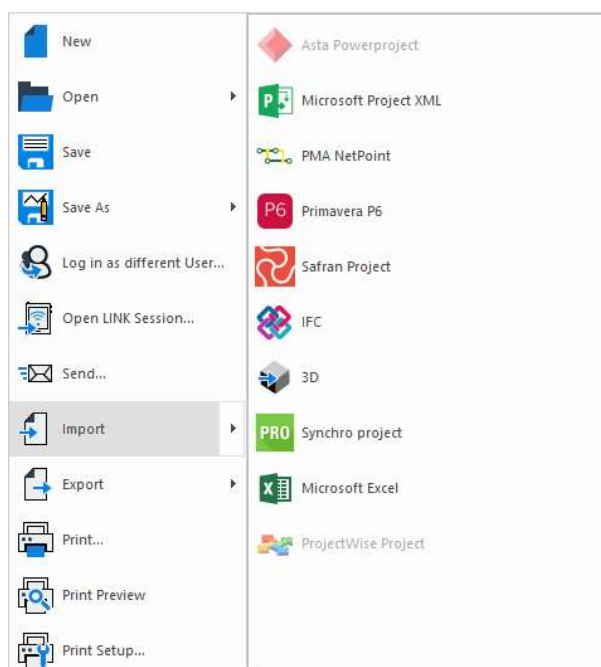 New
Open
Save
Save As
Log in as different User...
Open LINK Session...
Send...
Import
Export
Print...
Print Preview
Print Setup...
Asta Powerproject
P
Microsoft Project XML
PMA NetPoint
P6
Primavera P6
Safran Project
IFC
3D
PRO
Synchro project
X
Microsoft Excel
ProjectWise Project